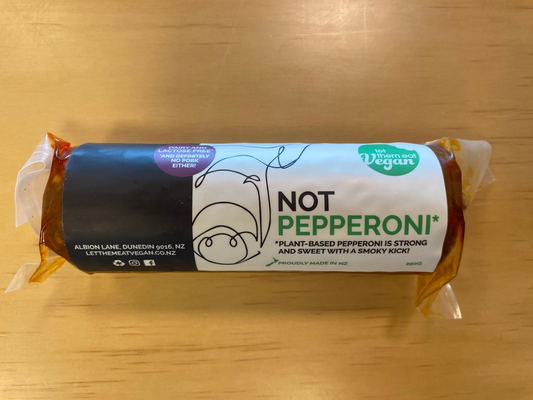 DAIRY AND
LACTOSE FREE*
*AND DEFINITELY
NO PORK
EITHER!
ALBION LANE, DUNEDIN 9016, NZ
LETTHEMEATVEGAN.CO.NZ
let
them eat
Vegan
NOT
PEPPERONI*
*PLANT-BASED PEPPERONI IS STRONG
AND SWEET WITH A SMOKY KICK!
PROUDLY MADE IN NZ